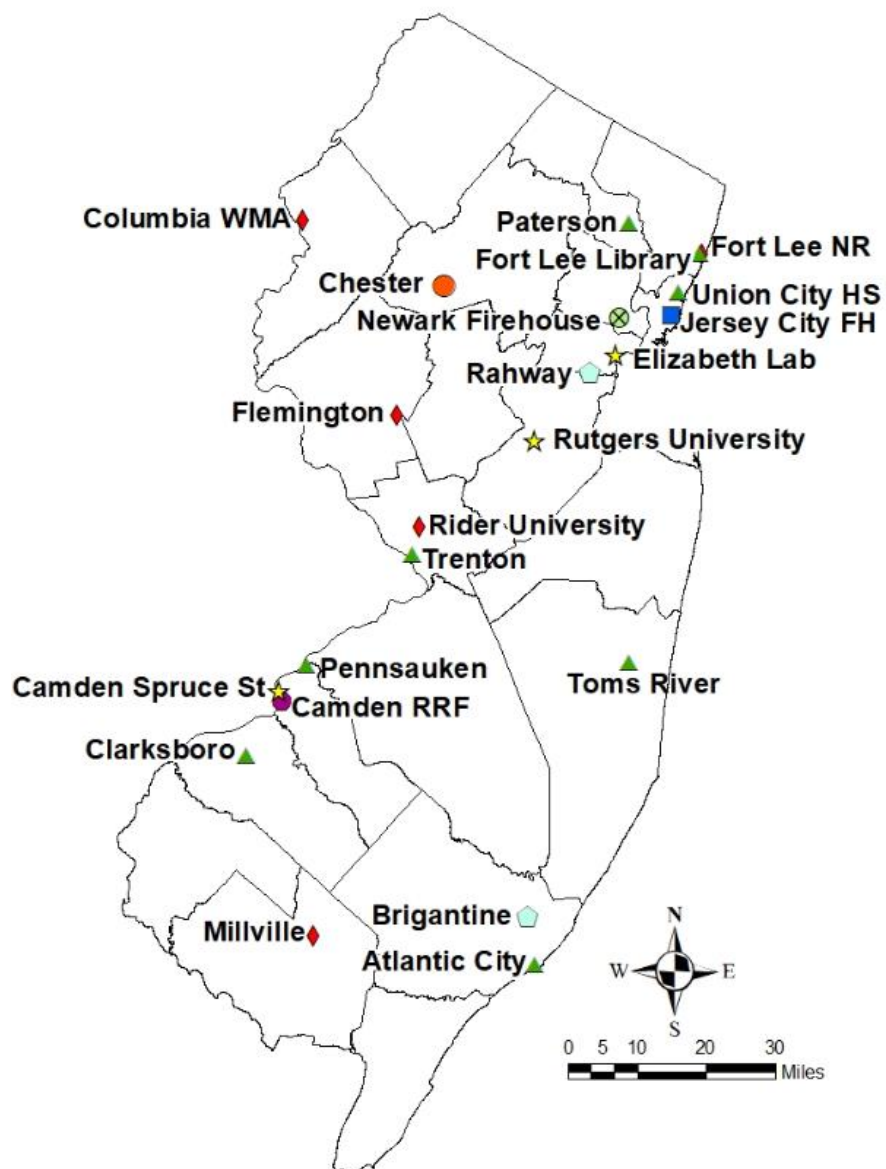 Columbia WMA
Paterson
Fort Lee NR
Fort Lee Library
Chester
Union City HS
Newark Firehouse
Jersey City FH
Elizabeth Lab
Rahway
Flemington
Rutgers University
Rider University
Trenton
Pennsauken
Camden Spruce St
Toms River
Camden RRF
Clarksboro
Brigantine
Millville
Atlantic City
N
W E
S
0 5 10 20 30
Miles